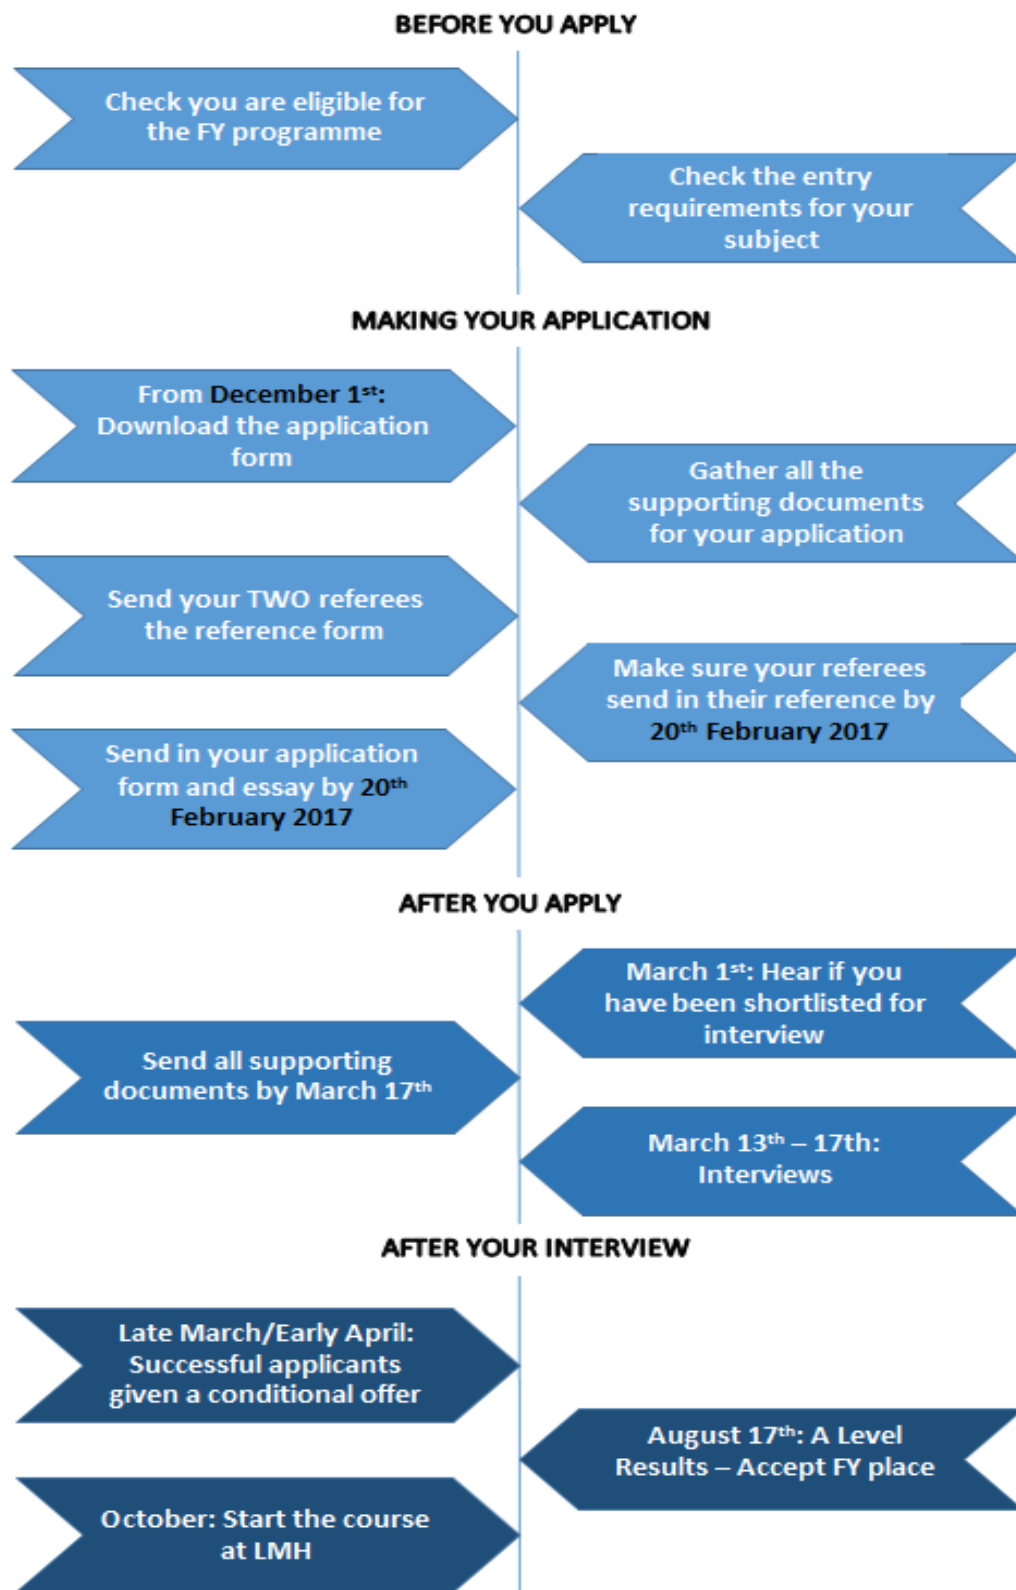 BEFORE YOU APPLY
Check you are eligible for
the FY programme
Check the entry
requirements for your
subject
MAKING YOUR APPLICATION
From December 1st:
Download the application
form
Gather all the
supporting documents
for your application
Send your TWO referees
the reference form
Make sure your referees
send in their reference by
20th February 2017
Send in your application
form and essay by 20th
February 2017
AFTER YOU APPLY
March 1st: Hear if you
have been shortlisted for
interview
Send all supporting
documents by March 17th
March 13th – 17th:
Interviews
AFTER YOUR INTERVIEW
Late March/Early April:
Successful applicants
given a conditional offer
August 17th: A Level
Results – Accept FY place
October: Start the course
at LMH